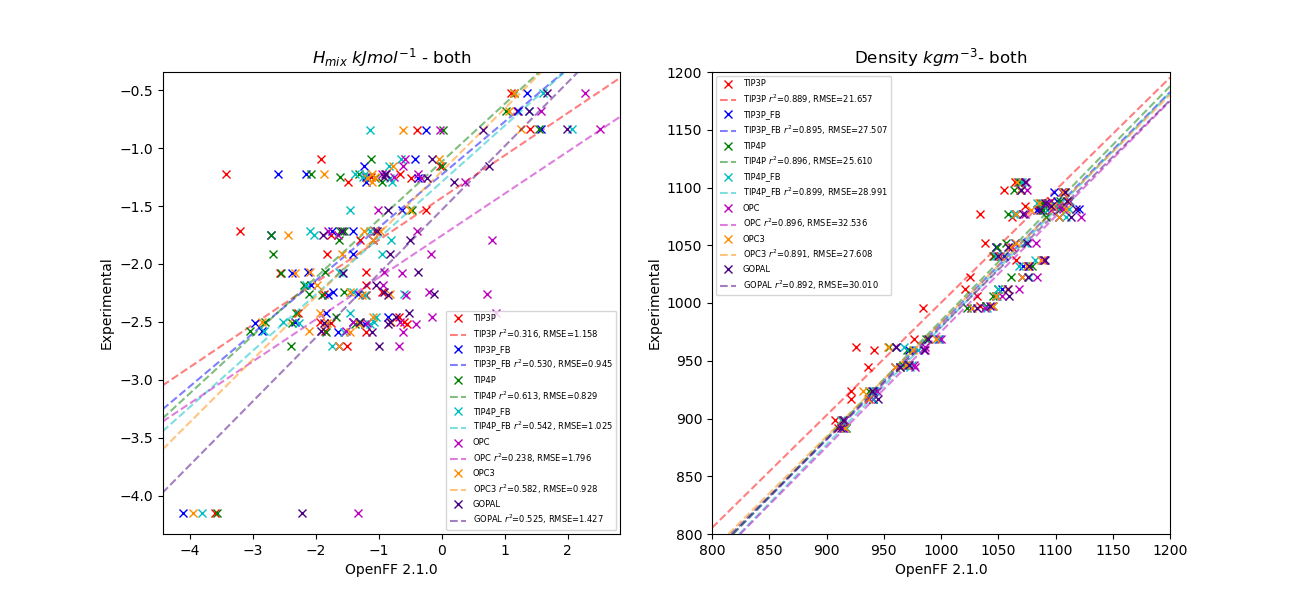 H_mix kJmol^−1 - both
Experimental
−0.5
−1.0
−1.5
−2.0
−2.5
−3.0
−3.5
−4.0
TIP3P
TIP3P r²=0.316, RMSE=1.158
TIP3P_FB
TIP3P_FB r²=0.530, RMSE=0.945
TIP4P
TIP4P r²=0.613, RMSE=0.829
TIP4P_FB
TIP4P_FB r²=0.542, RMSE=1.025
OPC
OPC r²=0.238, RMSE=1.796
OPC3
OPC3 r²=0.582, RMSE=0.928
GOPAL
GOPAL r²=0.525, RMSE=1.427
−4 −3 −2 −1 0 1 2
OpenFF 2.1.0
Density kgm^−3- both
Experimental
1200
1150
1100
1050
1000
950
900
850
800
TIP3P
TIP3P r²=0.889, RMSE=21.657
TIP3P_FB
TIP3P_FB r²=0.895, RMSE=27.507
TIP4P
TIP4P r²=0.896, RMSE=25.610
TIP4P_FB
TIP4P_FB r²=0.899, RMSE=28.991
OPC
OPC r²=0.896, RMSE=32.536
OPC3
OPC3 r²=0.891, RMSE=27.608
GOPAL
GOPAL r²=0.892, RMSE=30.010
800 850 900 950 1000 1050 1100 1150 1200
OpenFF 2.1.0